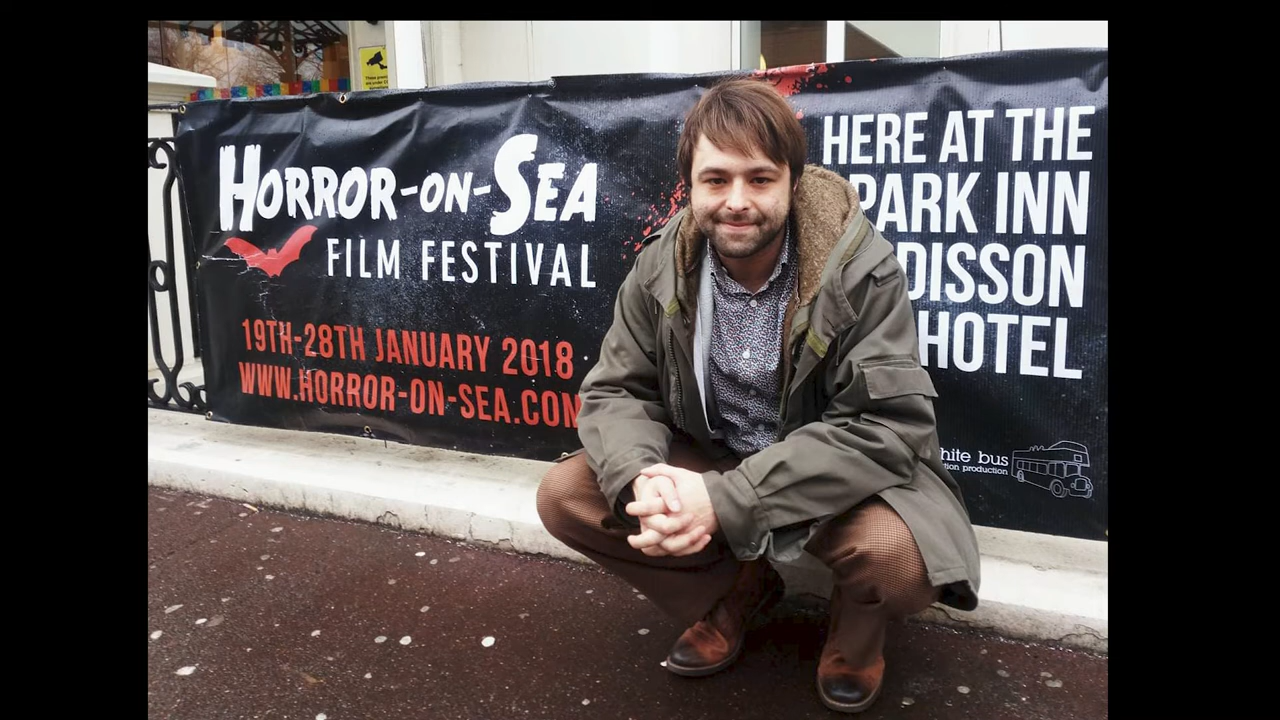 HORROR-ON-SEA
FILM FESTIVAL
19TH-28TH JANUARY 2018
WWW.HORROR-ON-SEA.COM
HERE AT THE
PARK INN
DISSON
HOTEL
hite bus
tion production